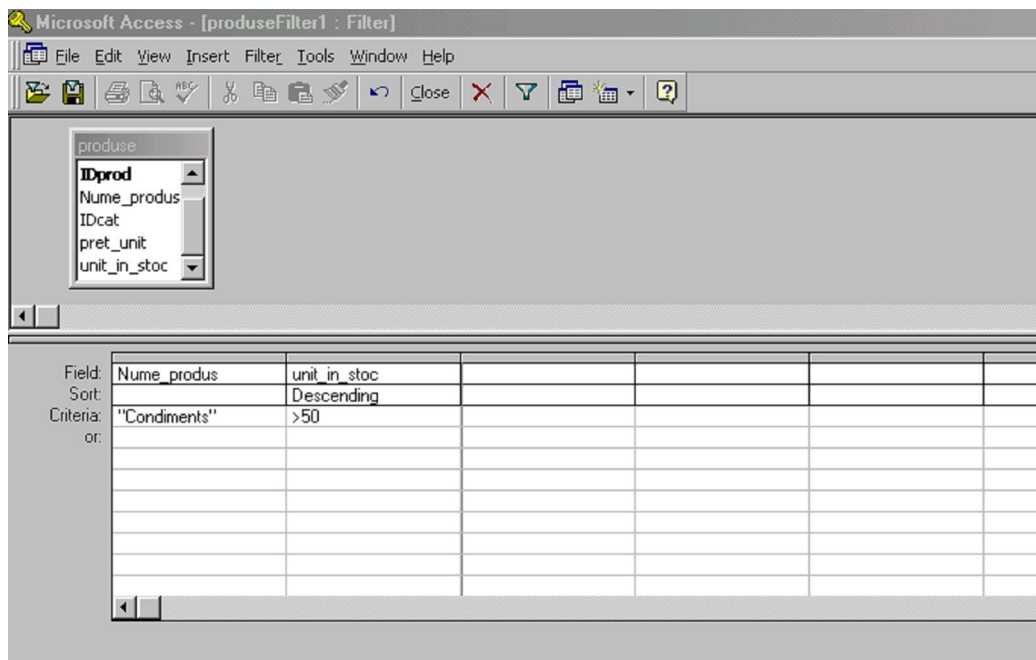 Microsoft Access - [produseFilter1 : Filter]
File Edit View Insert Filter Tools Window Help
ABC Close
produse
IDprod
Nume_produs
IDcat
pret_unit
unit_in_stoc
Field: Nume_produs unit_in_stoc
Sort: Descending
Criteria: "Condiments" >50
or: